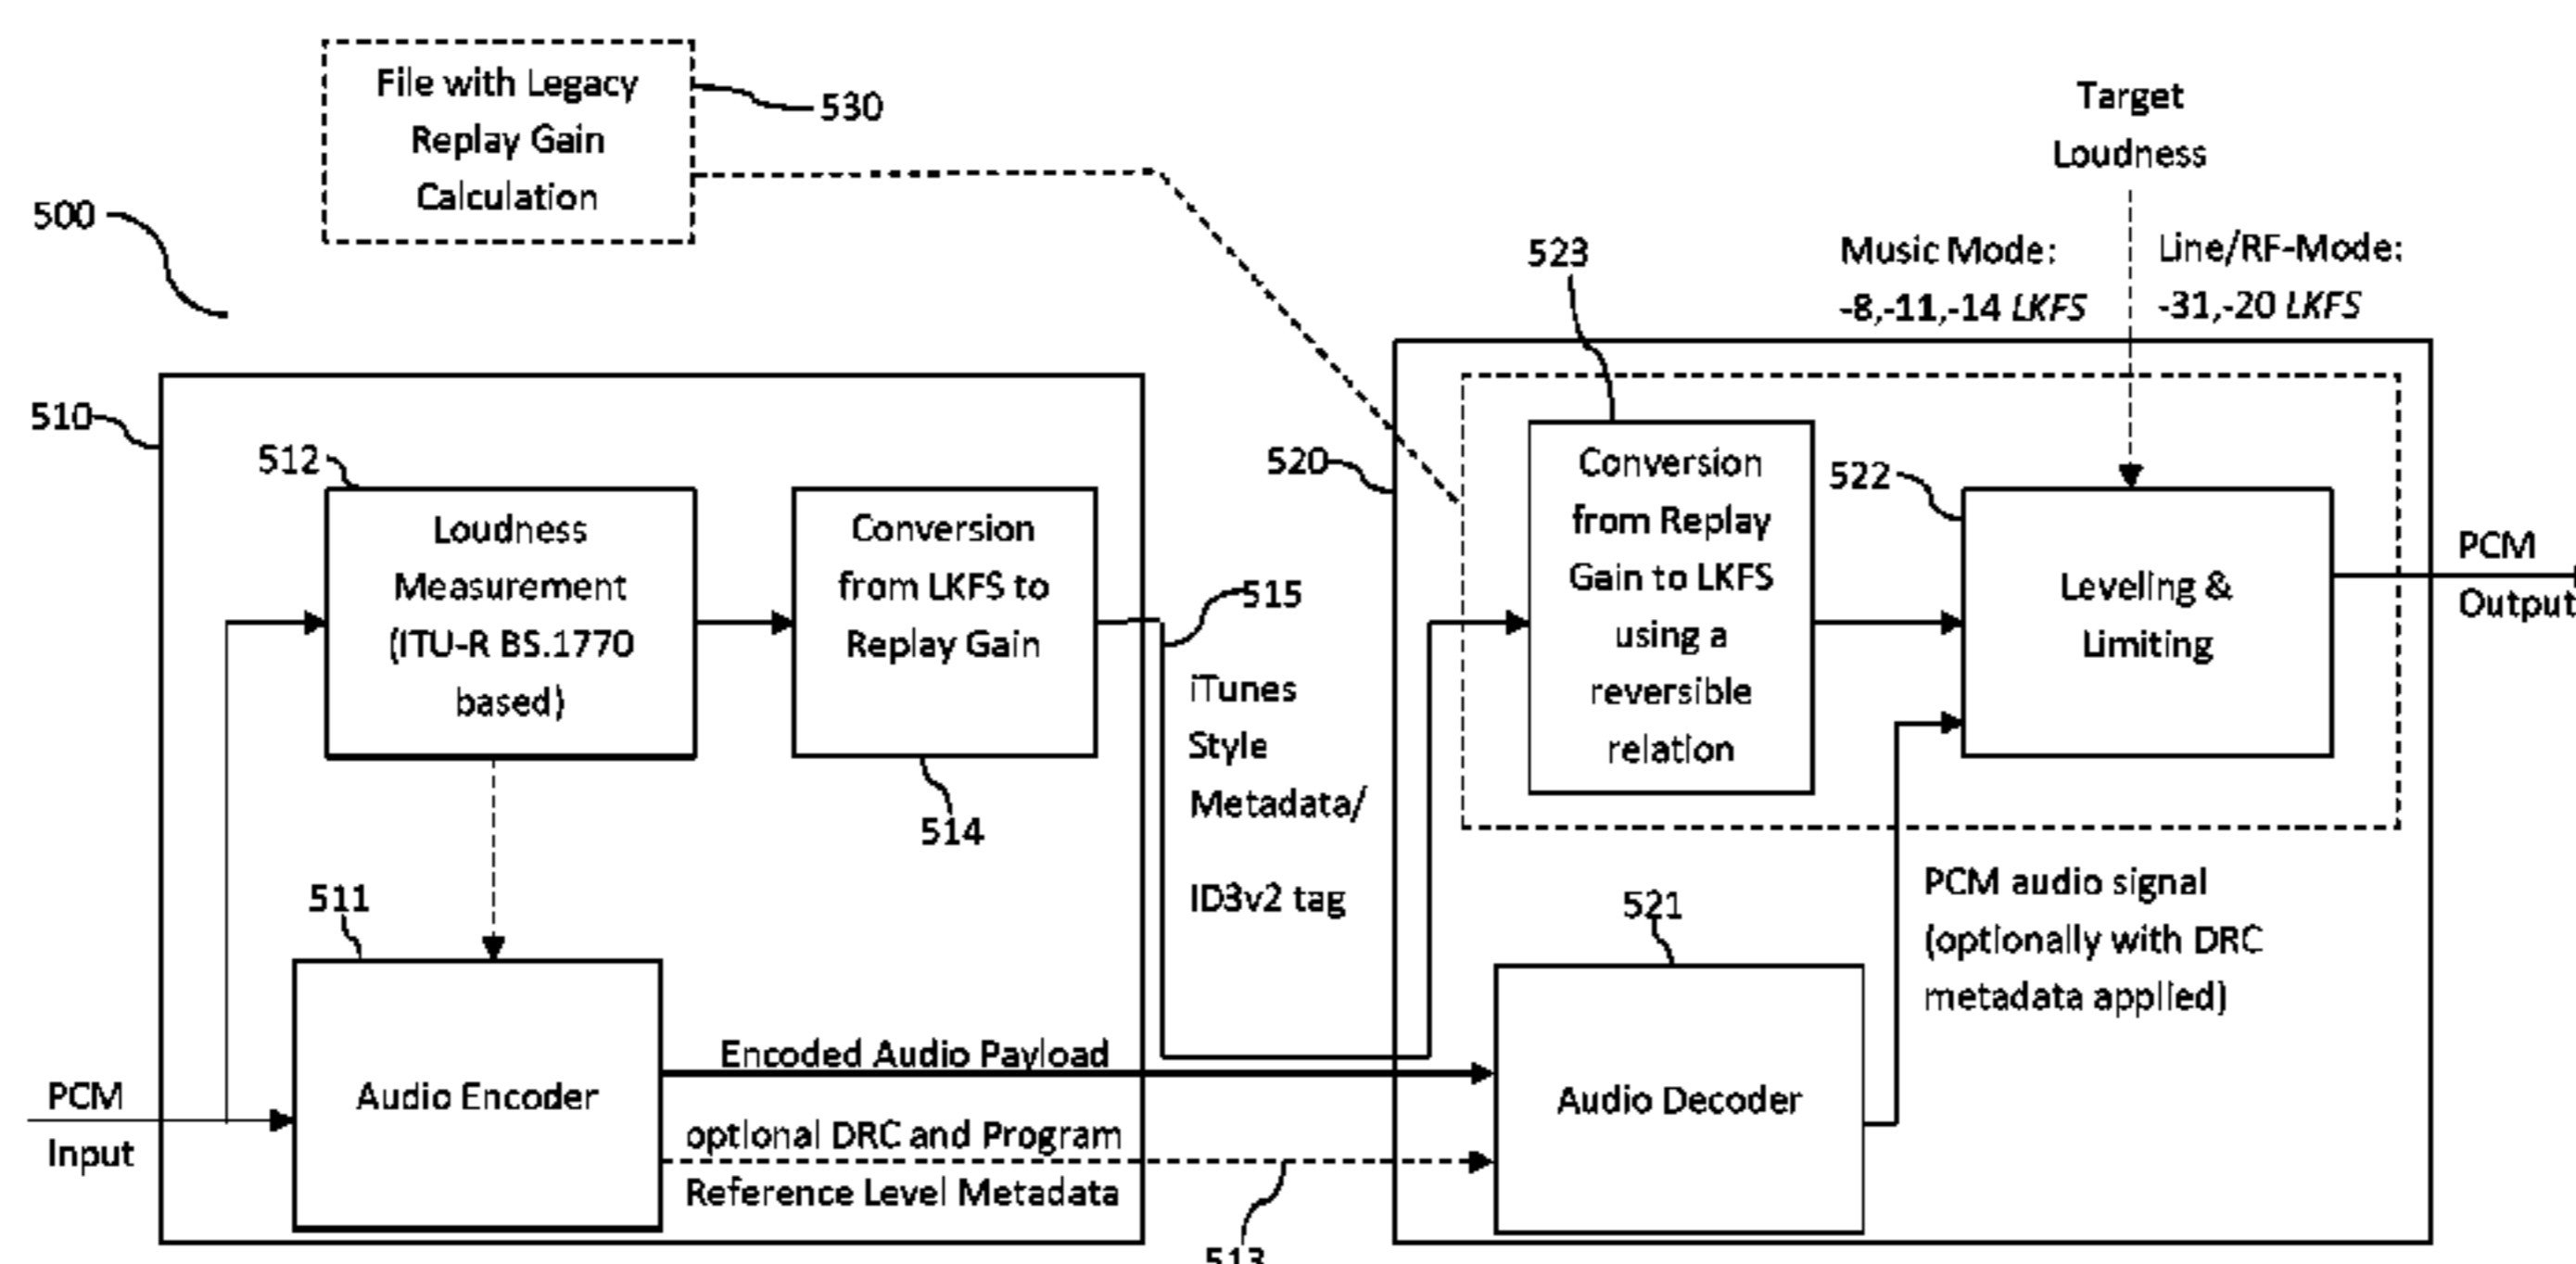 File with Legacy
Replay Gain
Calculation
530
500
Target
Loudness
523
Music Mode:
-8,-11,-14 LKFS
Line/RF-Mode:
-31,-20 LKFS
510
512
Loudness
Measurement
(ITU-R BS.1770
based)
Conversion
from LKFS to
Replay Gain
514
515
iTunes
Style
Metadata/
ID3v2 tag
520
Conversion
from Replay
Gain to LKFS
using a
reversible
relation
522
Leveling &
Limiting
PCM
Output
511
Audio Encoder
PCM
Input
Encoded Audio Payload
optional DRC and Program
Reference Level Metadata
513
521
Audio Decoder
PCM audio signal
(optionally with DRC
metadata applied)